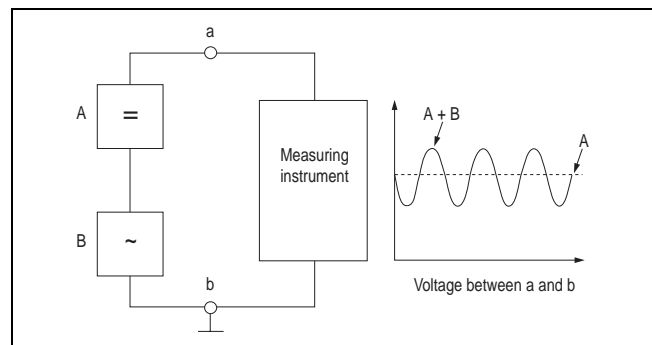 a
A
=
Measuring
instrument
B
~
b
A + B
A
Voltage between a and b